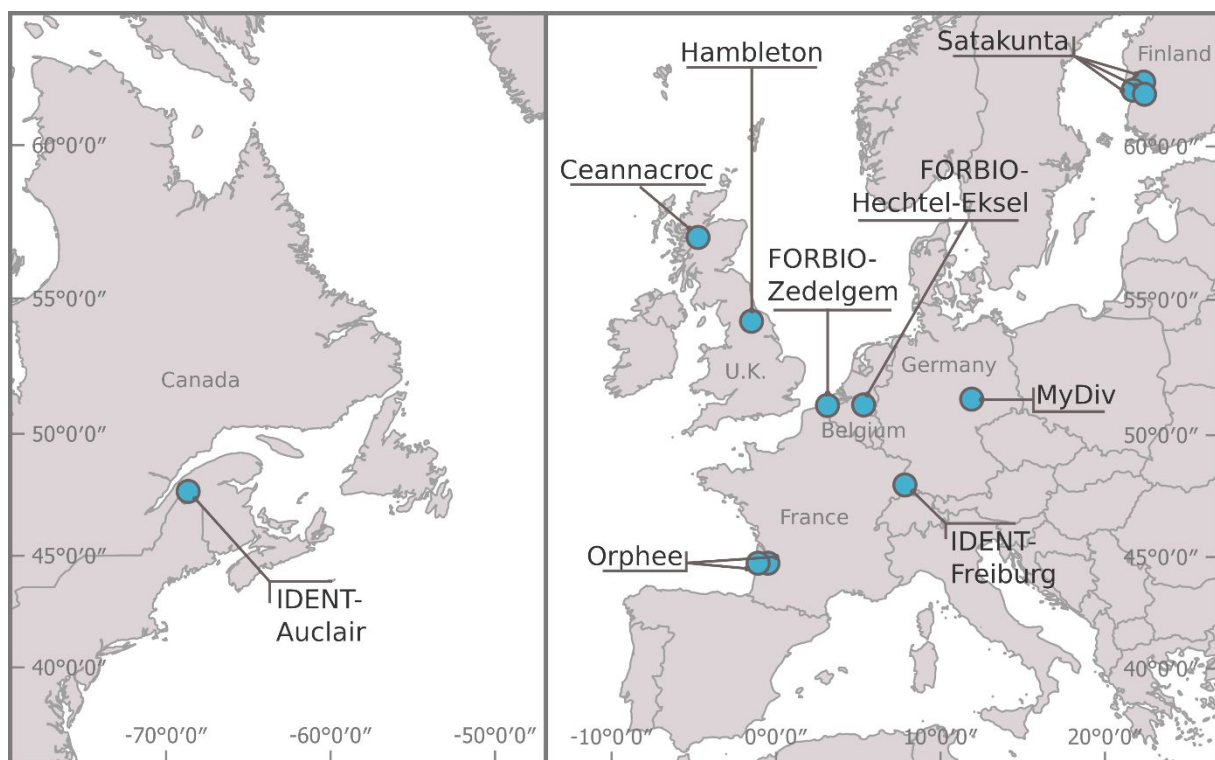 60°0′0″
55°0′0″
Canada
50°0′0″
45°0′0″
IDENT-
Auclair
40°0′0″
-70°0′0″
-60°0′0″
-50°0′0″
Hambleton
Satakunta
Finland
60°0′0″
Ceannacroc
FORBIO-
Hechtel-Eksel
FORBIO-
Zedelgem
55°0′0″
U.K.
Germany
MyDiv
Belgium
50°0′0″
France
IDENT-
Freiburg
Orphee
45°0′0″
40°0′0″
-10°0′0″
0°0′0″
10°0′0″
20°0′0″